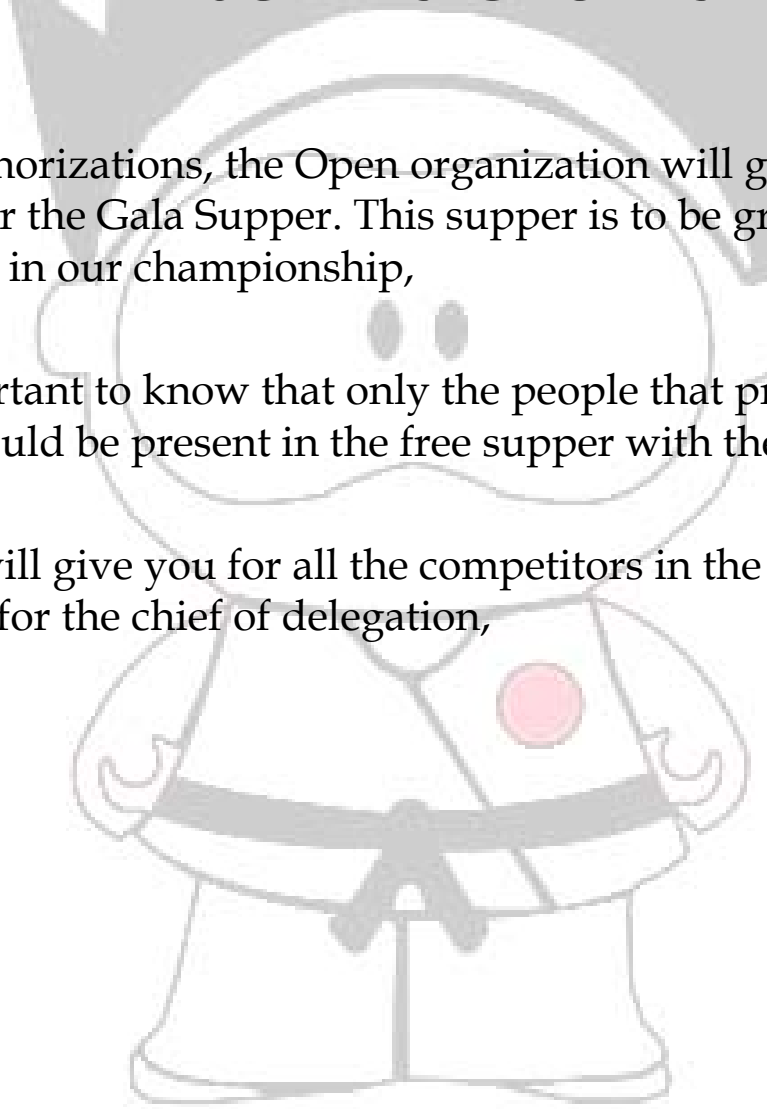 horizations, the Open organization will g
r the Gala Supper. This supper is to be gr
in our championship,
rtant to know that only the people that pr
uld be present in the free supper with the
vill give you for all the competitors in the
for the chief of delegation,